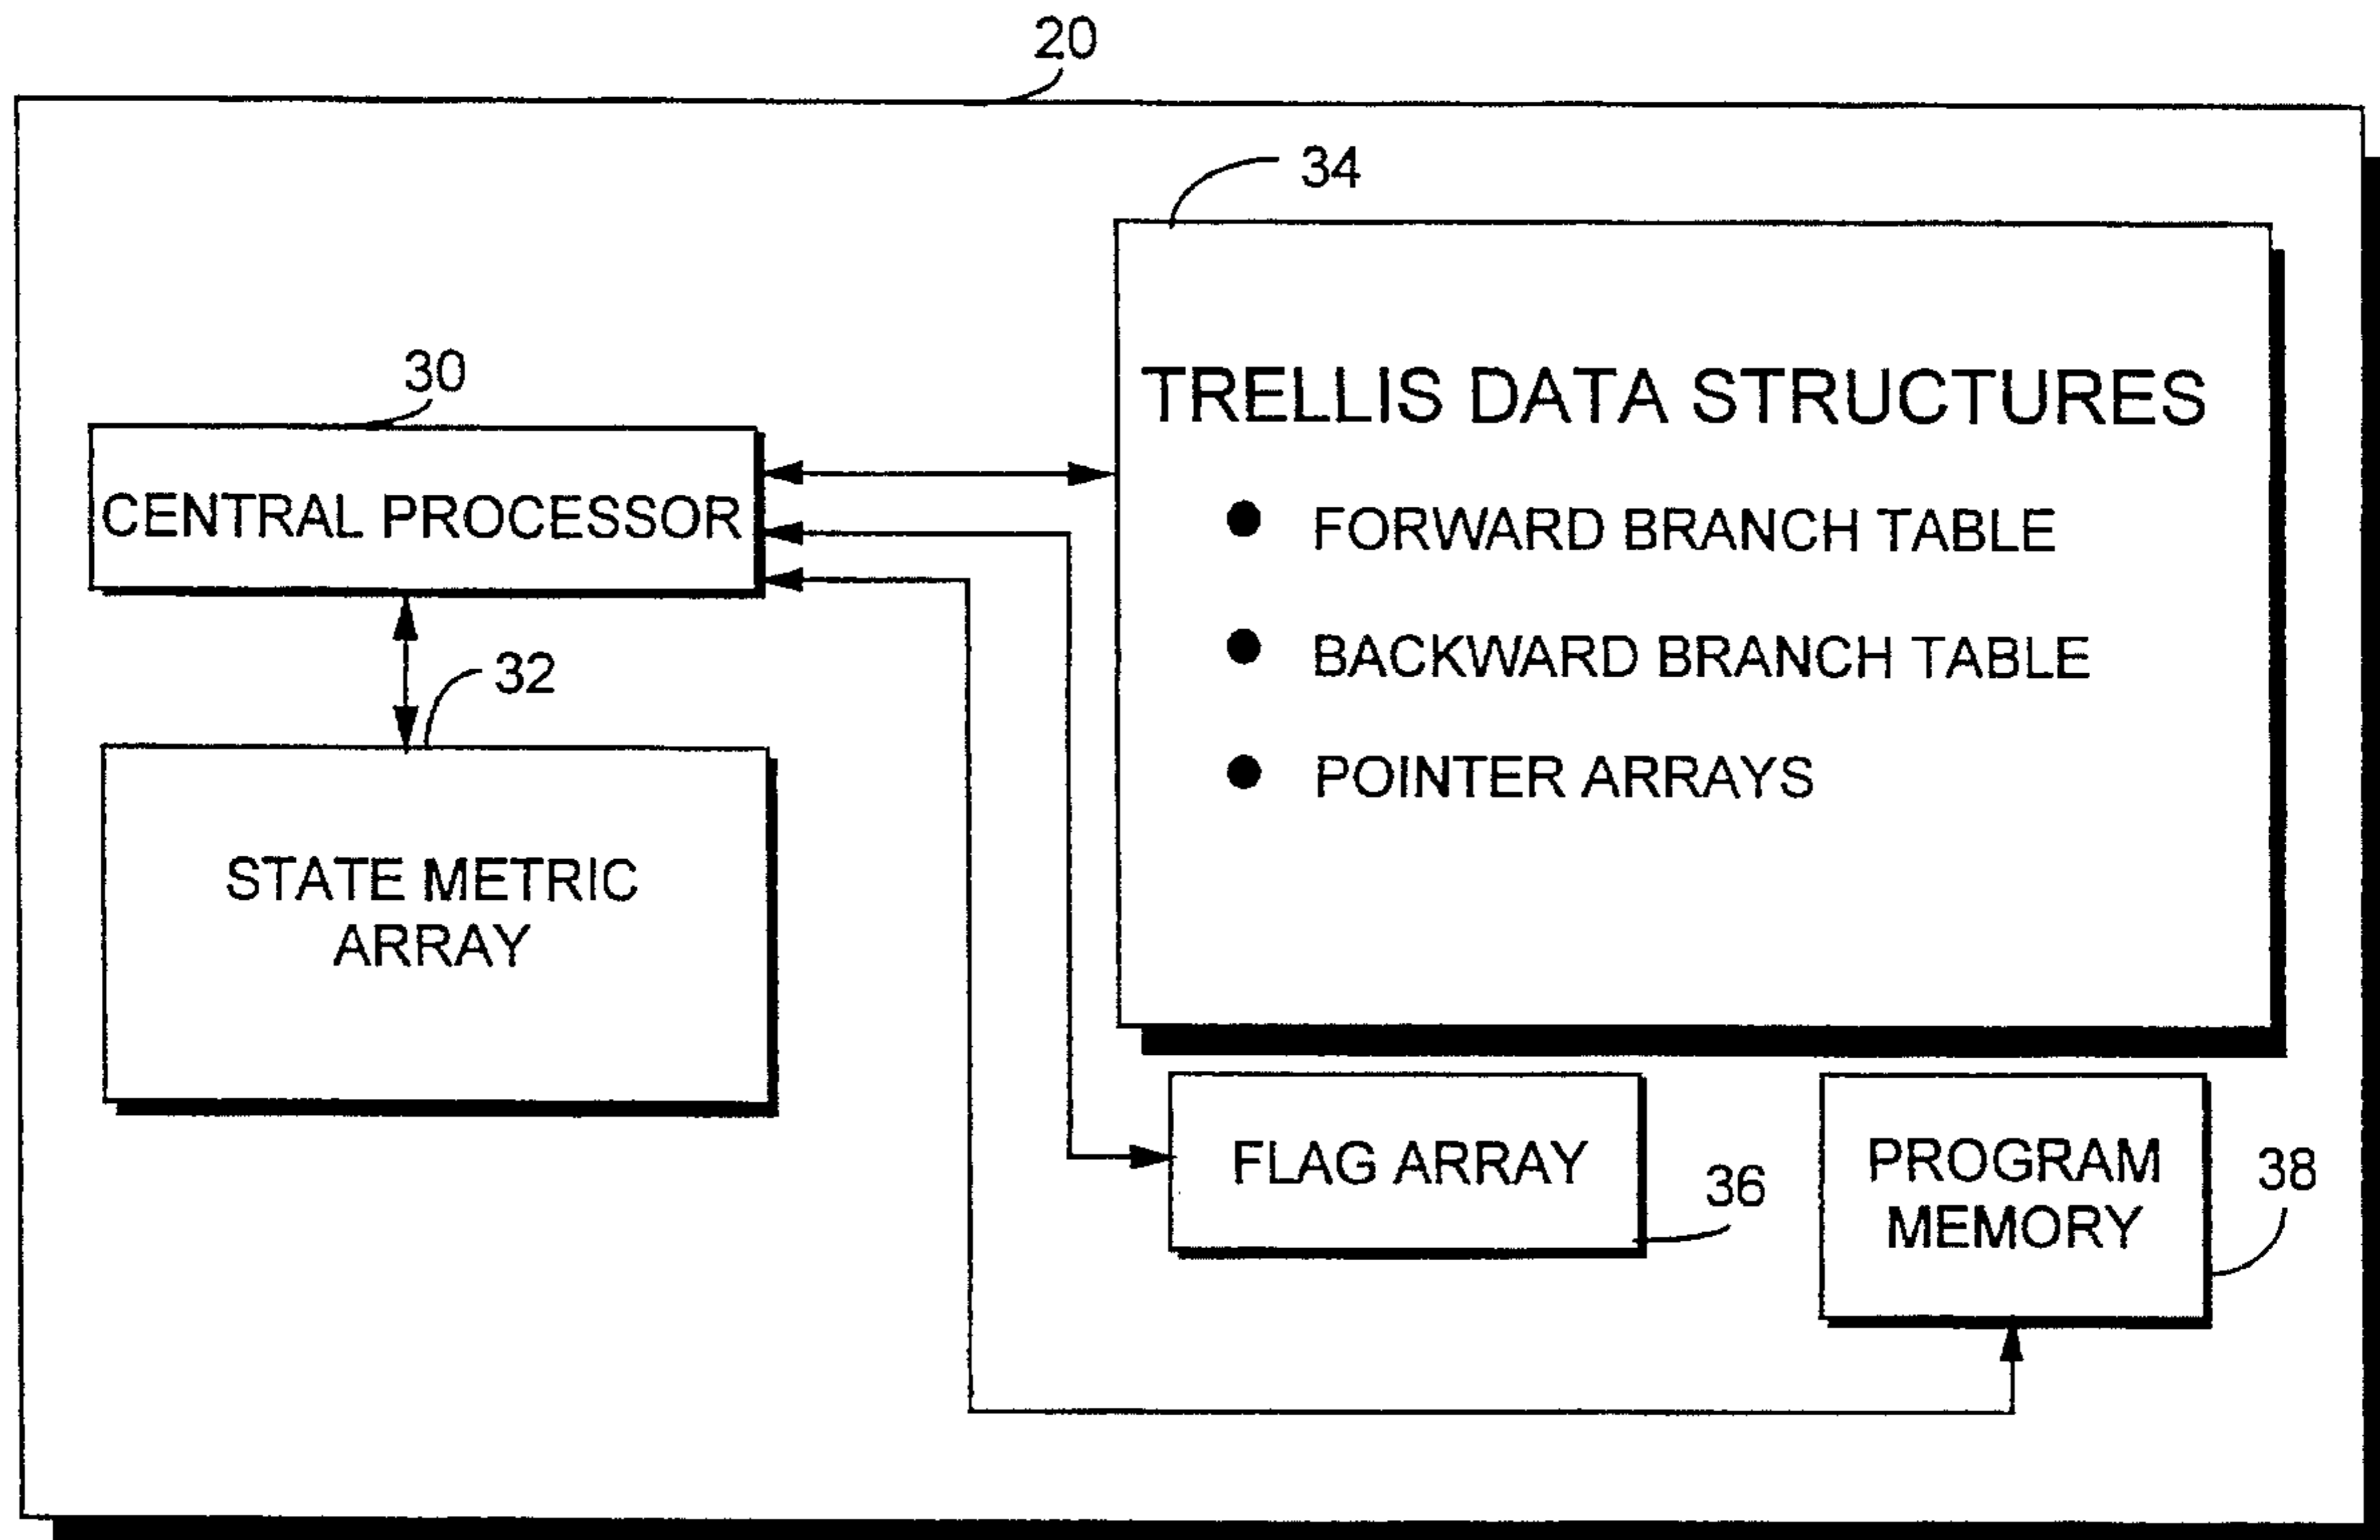 20
34
TRELLIS DATA STRUCTURES
● FORWARD BRANCH TABLE
● BACKWARD BRANCH TABLE
● POINTER ARRAYS
30
CENTRAL PROCESSOR
32
STATE METRIC
ARRAY
FLAG ARRAY
36
PROGRAM
MEMORY
38